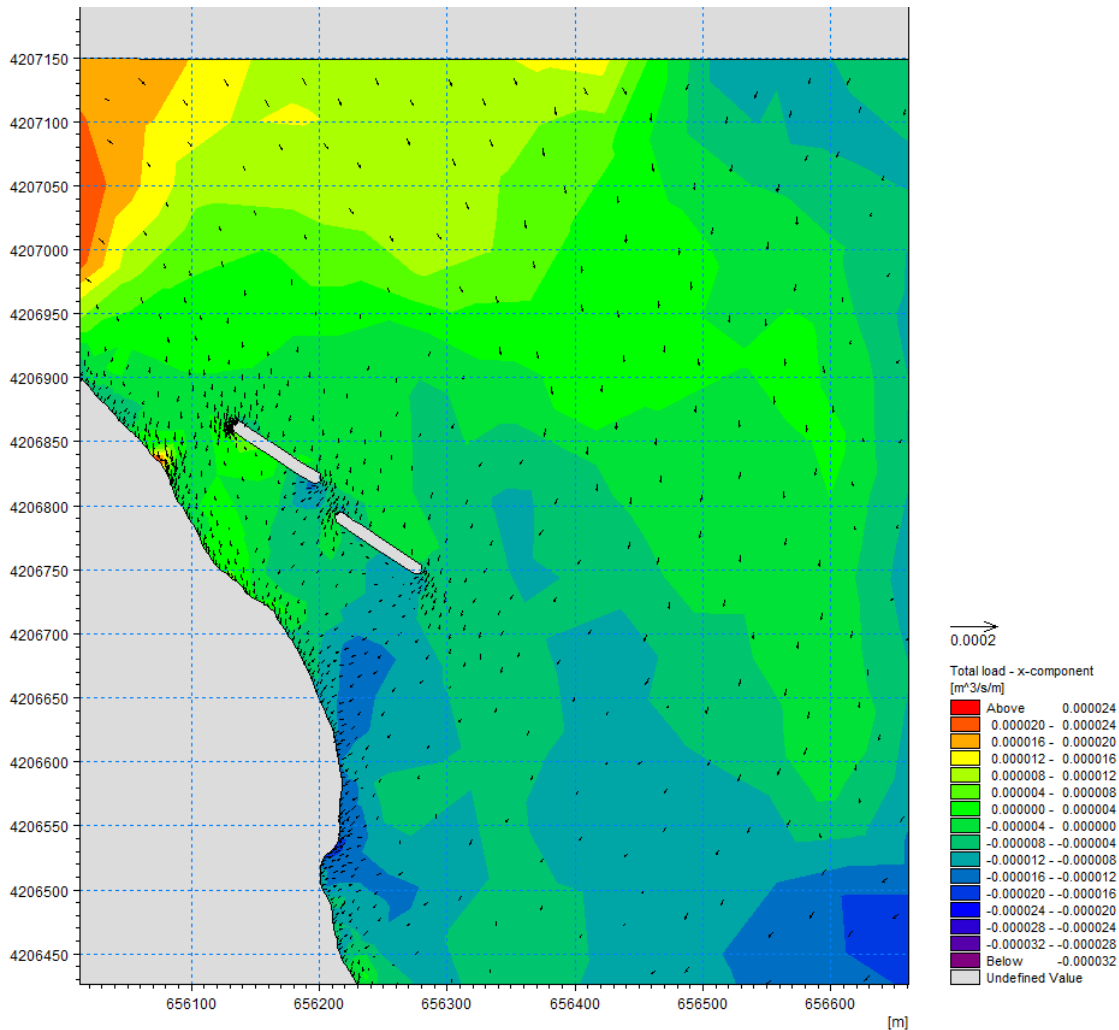 4207150
4207100
4207050
4207000
4206950
4206900
4206850
4206800
4206750
4206700
4206650
4206600
4206550
4206500
4206450
656100 656200 656300 656400 656500 656600
[m]
0.0002
Total load - x-component
[m^3/s/m]
Above 0.000024
0.000020 - 0.000024
0.000016 - 0.000020
0.000012 - 0.000016
0.000008 - 0.000012
0.000004 - 0.000008
0.000000 - 0.000004
-0.000004 - 0.000000
-0.000008 - -0.000004
-0.000012 - -0.000008
-0.000016 - -0.000012
-0.000020 - -0.000016
-0.000024 - -0.000020
-0.000028 - -0.000024
-0.000032 - -0.000028
Below -0.000032
Undefined Value